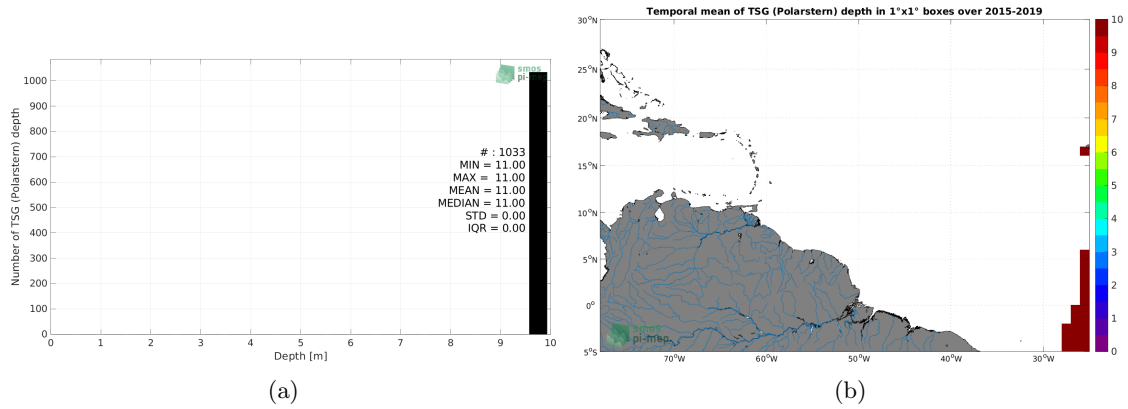 Number of TSG (Polarstern) depth
1000
900
800
700
600
500
400
300
200
100
0
smos
pi-mep
# : 1033
MIN = 11.00
MAX = 11.00
MEAN = 11.00
MEDIAN = 11.00
STD = 0.00
IQR = 0.00
0 1 2 3 4 5 6 7 8 9 10
Depth [m]
(a)
Temporal mean of TSG (Polarstern) depth in 1°x1° boxes over 2015-2019
30°N
25°N
20°N
15°N
10°N
5°N
0°
5°S
70°W 60°W 50°W 40°W 30°W
smos
pi-mep
10
9
8
7
6
5
4
3
2
1
0
(b)